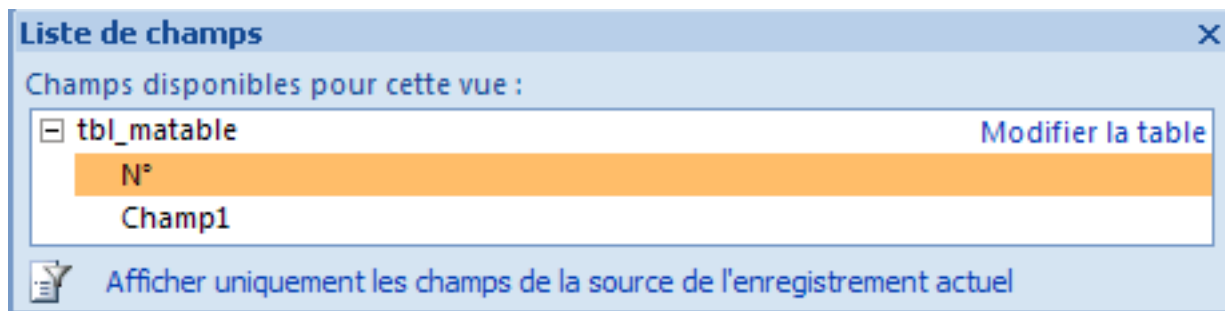 Liste de champs
Champs disponibles pour cette vue :
tbl_matable Modifier la table
N°
Champ1
Afficher uniquement les champs de la source de l'enregistrement actuel